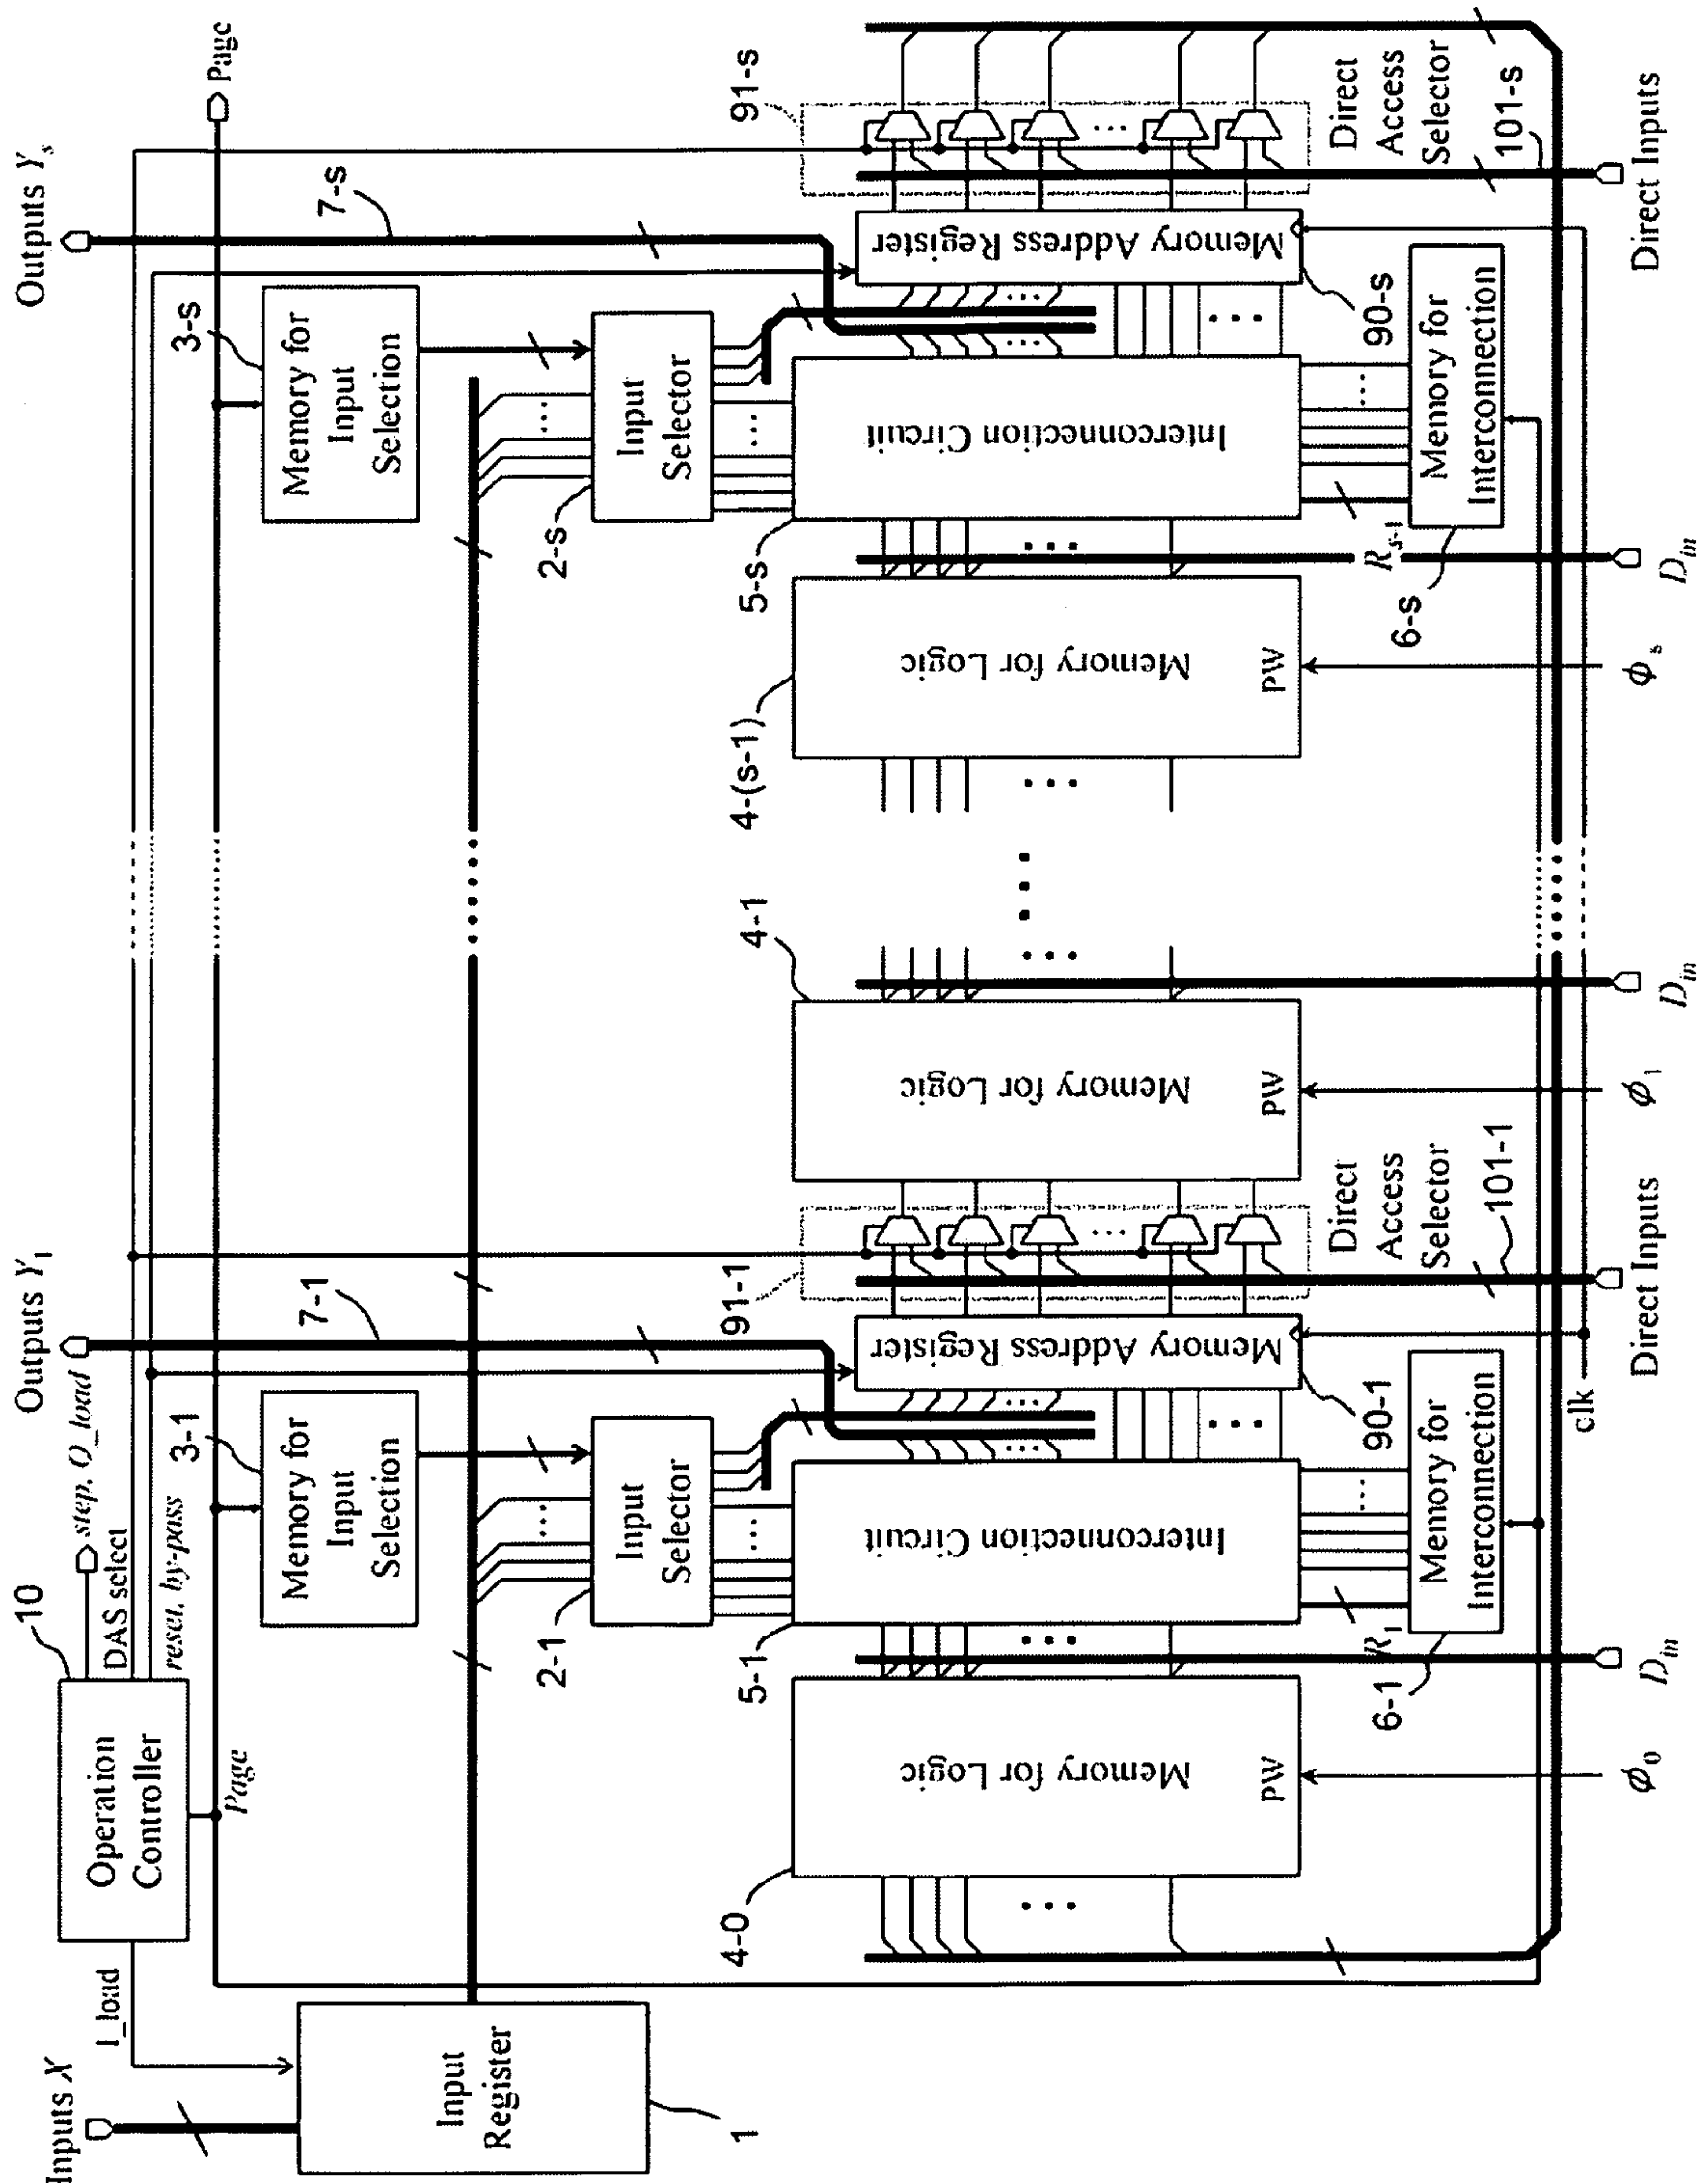 Inputs X
I_load
Input
Register
1
10
Operation
Controller
Page
step, O_load
DAS select
reset, by-pass
Outputs Y1
7-1
3-1
Memory for
Input
Selection
2-1
Input
Selector
...
...
4-0
Memory for Logic
PW
ϕ0
...
Din
5-1
Interconnection Circuit
...
R1
6-1
Memory for
Interconnection
...
...
...
...
90-1
Memory Address Register
clk
91-1
...
Direct
Access
Selector
101-1
Direct Inputs
4-1
Memory for Logic
PW
ϕ1
Din
...
...
...
4-(s-1)
Memory for Logic
PW
ϕs
Din
Rs-1
...
5-s
Interconnection Circuit
6-s
Memory for
Interconnection
...
2-s
Input
Selector
...
...
3-s
Memory for
Input
Selection
Outputs Ys
7-s
...
...
...
90-s
Memory Address Register
91-s
...
Direct
Access
Selector
101-s
Direct Inputs
Page